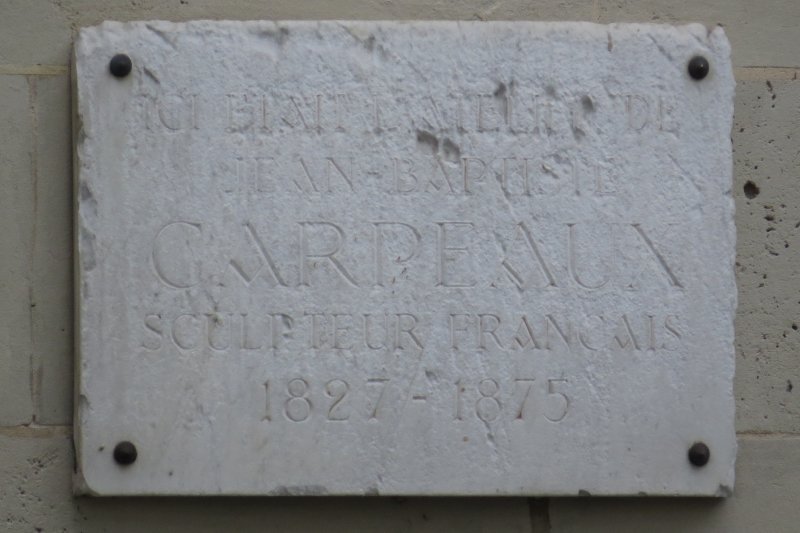 ICI ÉTAIT L'ATELIER DE
JEAN-BAPTISTE
CARPEAUX
SCULPTEUR FRANÇAIS
1827 - 1875